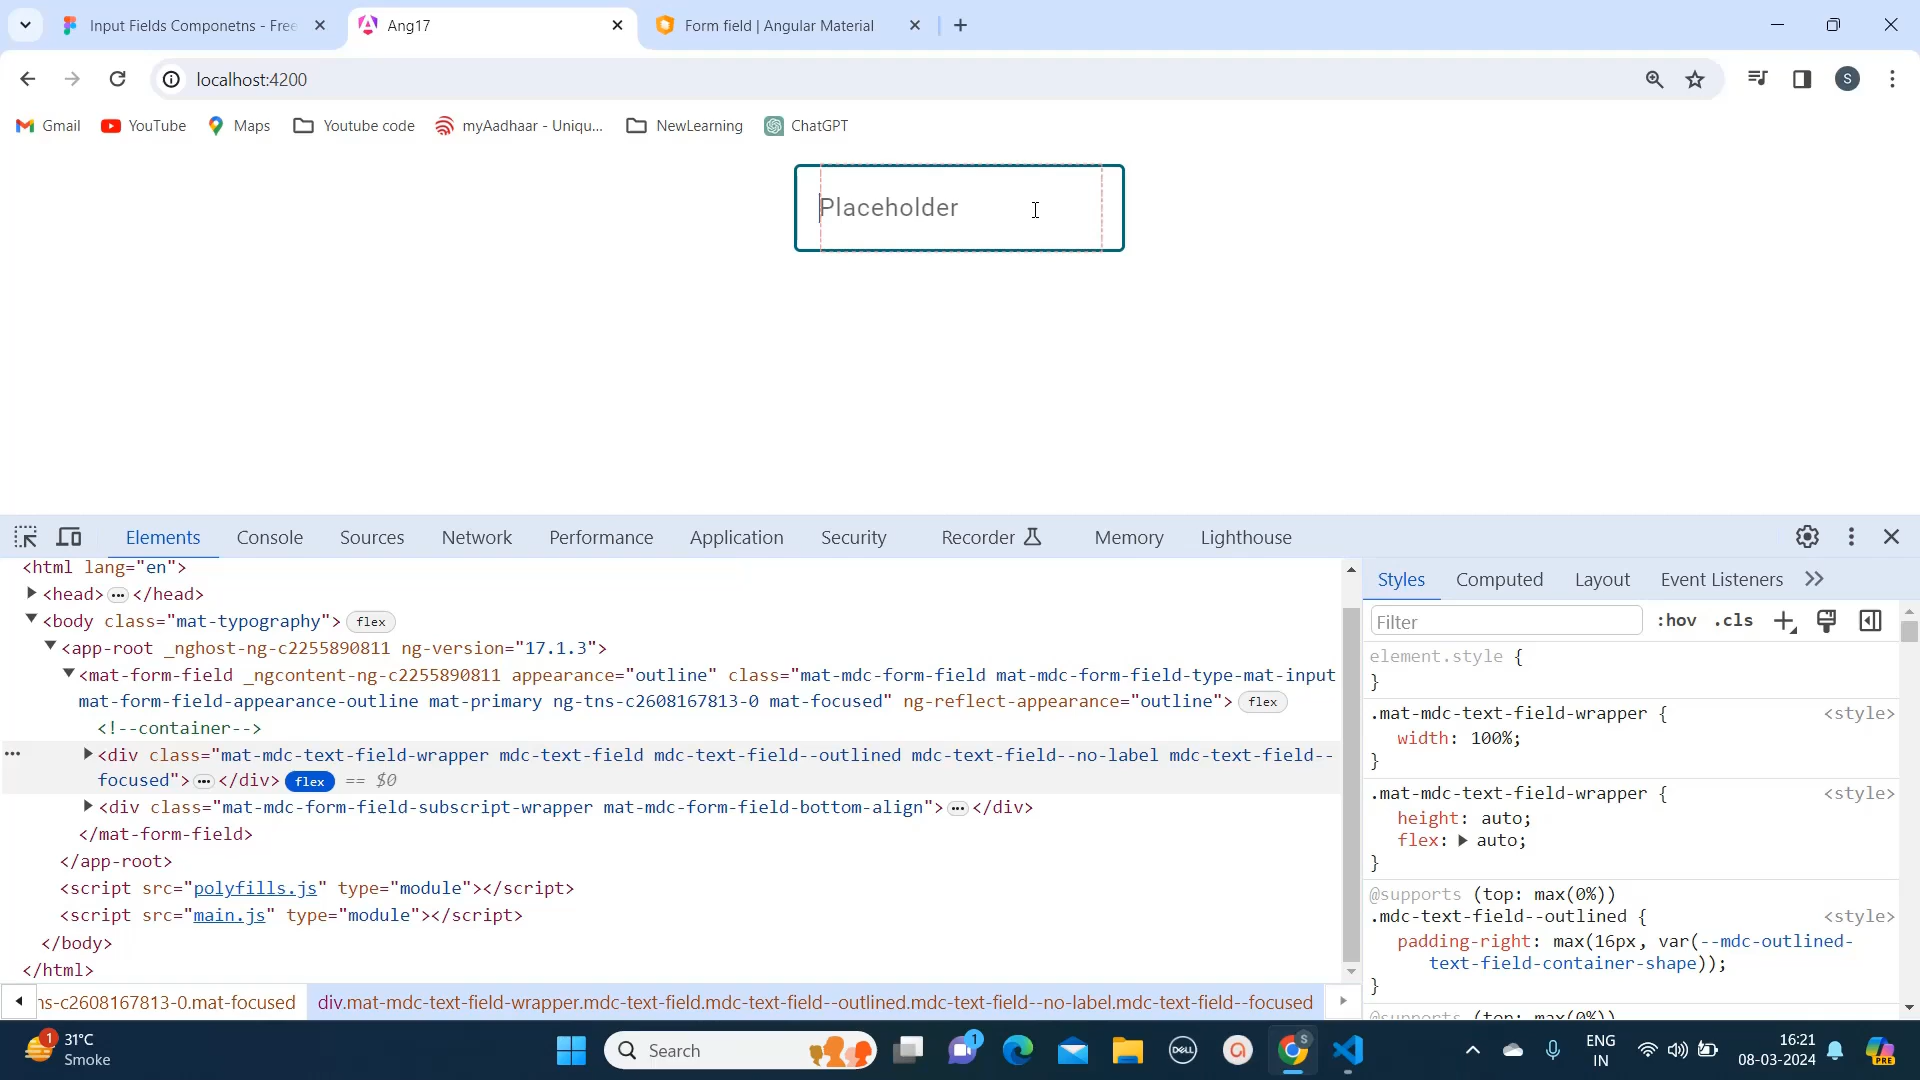 Input Fields Componetns - Free
Ang17
Form field | Angular Material
localhost:4200
S
Gmail
YouTube
Maps
Youtube code
myAadhaar - Uniqu...
NewLearning
ChatGPT
Placeholder
Elements
Console
Sources
Network
Performance
Application
Security
Recorder
Memory
Lighthouse
<html lang="en">
<head> ••• </head>
<body class="mat-typography"> flex
<app-root _nghost-ng-c2255890811 ng-version="17.1.3">
<mat-form-field _ngcontent-ng-c2255890811 appearance="outline" class="mat-mdc-form-field mat-mdc-form-field-type-mat-input
mat-form-field-appearance-outline mat-primary ng-tns-c2608167813-0 mat-focused" ng-reflect-appearance="outline"> flex
<!--container-->
<div class="mat-mdc-text-field-wrapper mdc-text-field mdc-text-field--outlined mdc-text-field--no-label mdc-text-field--
focused"> ••• </div> flex == $0
<div class="mat-mdc-form-field-subscript-wrapper mat-mdc-form-field-bottom-align"> ••• </div>
</mat-form-field>
</app-root>
<script src="polyfills.js" type="module"></script>
<script src="main.js" type="module"></script>
</body>
</html>
ns-c2608167813-0.mat-focused
div.mat-mdc-text-field-wrapper.mdc-text-field.mdc-text-field--outlined.mdc-text-field--no-label.mdc-text-field--focused
Styles
Computed
Layout
Event Listeners
Filter
:hov .cls
element.style {
}
.mat-mdc-text-field-wrapper { <style>
width: 100%;
}
.mat-mdc-text-field-wrapper { <style>
height: auto;
flex: auto;
}
@supports (top: max(0%))
.mdc-text-field--outlined { <style>
padding-right: max(16px, var(--mdc-outlined-
text-field-container-shape));
}
@supports (top: max(0%))
1
31°C
Smoke
Search
1
DELL
S
ENG
IN
16:21
08-03-2024
PRE